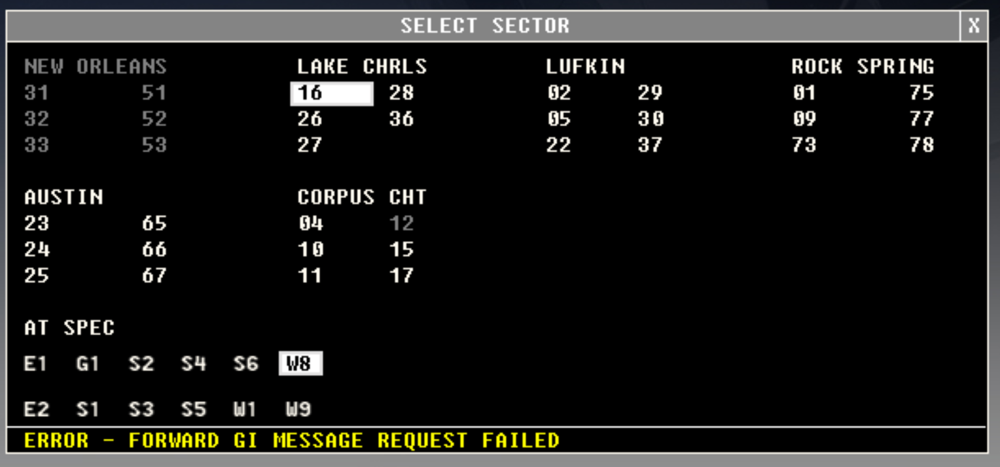 SELECT SECTOR X
NEW ORLEANS LAKE CHRLS LUFKIN ROCK SPRING
31 51 16 28 02 29 01 75
32 52 26 36 05 30 09 77
33 53 27 22 37 73 78
AUSTIN CORPUS CHT
23 65 04 12
24 66 10 15
25 67 11 17
AT SPEC
E1 G1 S2 S4 S6 W8
E2 S1 S3 S5 W1 W9
ERROR - FORWARD GI MESSAGE REQUEST FAILED